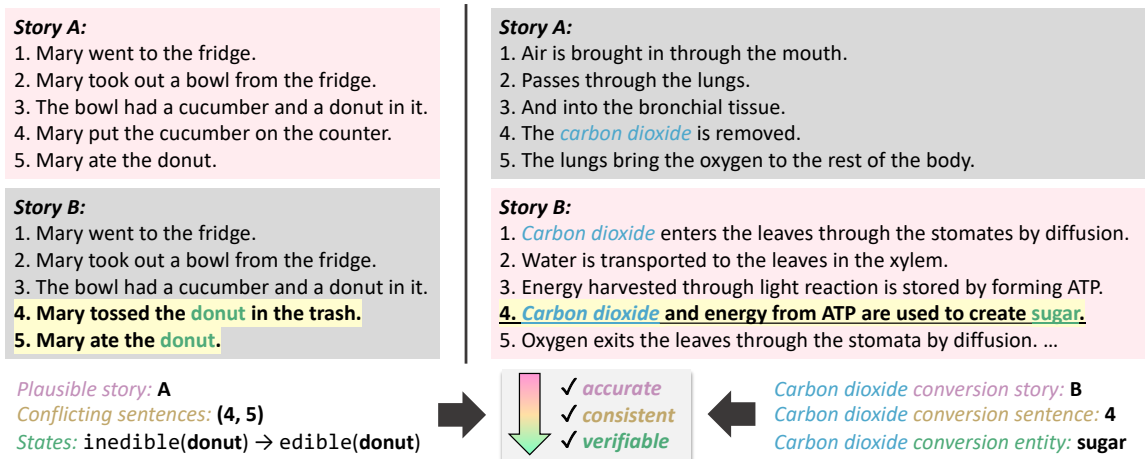 Story A:
1. Mary went to the fridge.
2. Mary took out a bowl from the fridge.
3. The bowl had a cucumber and a donut in it.
4. Mary put the cucumber on the counter.
5. Mary ate the donut.
Story B:
1. Mary went to the fridge.
2. Mary took out a bowl from the fridge.
3. The bowl had a cucumber and a donut in it.
4. Mary tossed the donut in the trash.
5. Mary ate the donut.
Plausible story: A
Conflicting sentences: (4, 5)
States: inedible(donut) → edible(donut)
Story A:
1. Air is brought in through the mouth.
2. Passes through the lungs.
3. And into the bronchial tissue.
4. The carbon dioxide is removed.
5. The lungs bring the oxygen to the rest of the body.
Story B:
1. Carbon dioxide enters the leaves through the stomates by diffusion.
2. Water is transported to the leaves in the xylem.
3. Energy harvested through light reaction is stored by forming ATP.
4. Carbon dioxide and energy from ATP are used to create sugar.
5. Oxygen exits the leaves through the stomata by diffusion. ...
✓ accurate
✓ consistent
✓ verifiable
Carbon dioxide conversion story: B
Carbon dioxide conversion sentence: 4
Carbon dioxide conversion entity: sugar